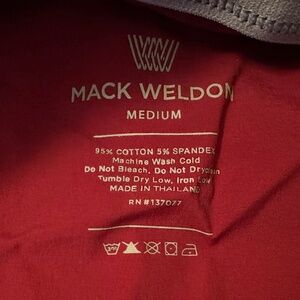 MACK WELDON
MEDIUM
95% COTTON 5% SPANDEX
Machine Wash Cold
Do Not Bleach, Do Not Dryclean
Tumble Dry Low, Iron Low
MADE IN THAILAND
RN #137077